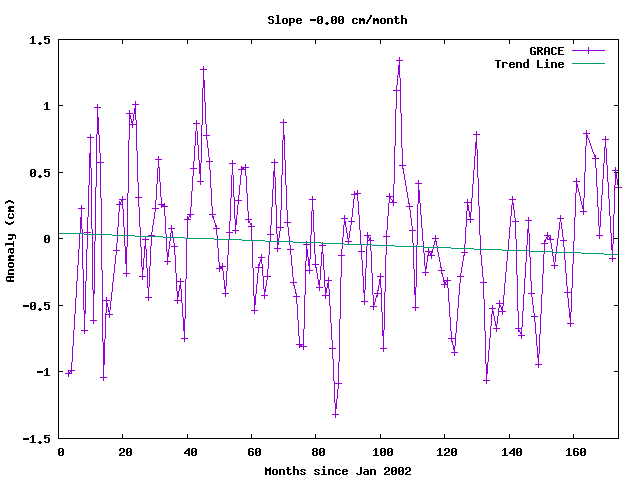 Slope -0.00 cm/month
GRACE
Trend Line
1.5
1
0.5
0
-0.5
-1
-1.5
Anomaly (cm)
0 20 40 60 80 100 120 140 160
Months since Jan 2002